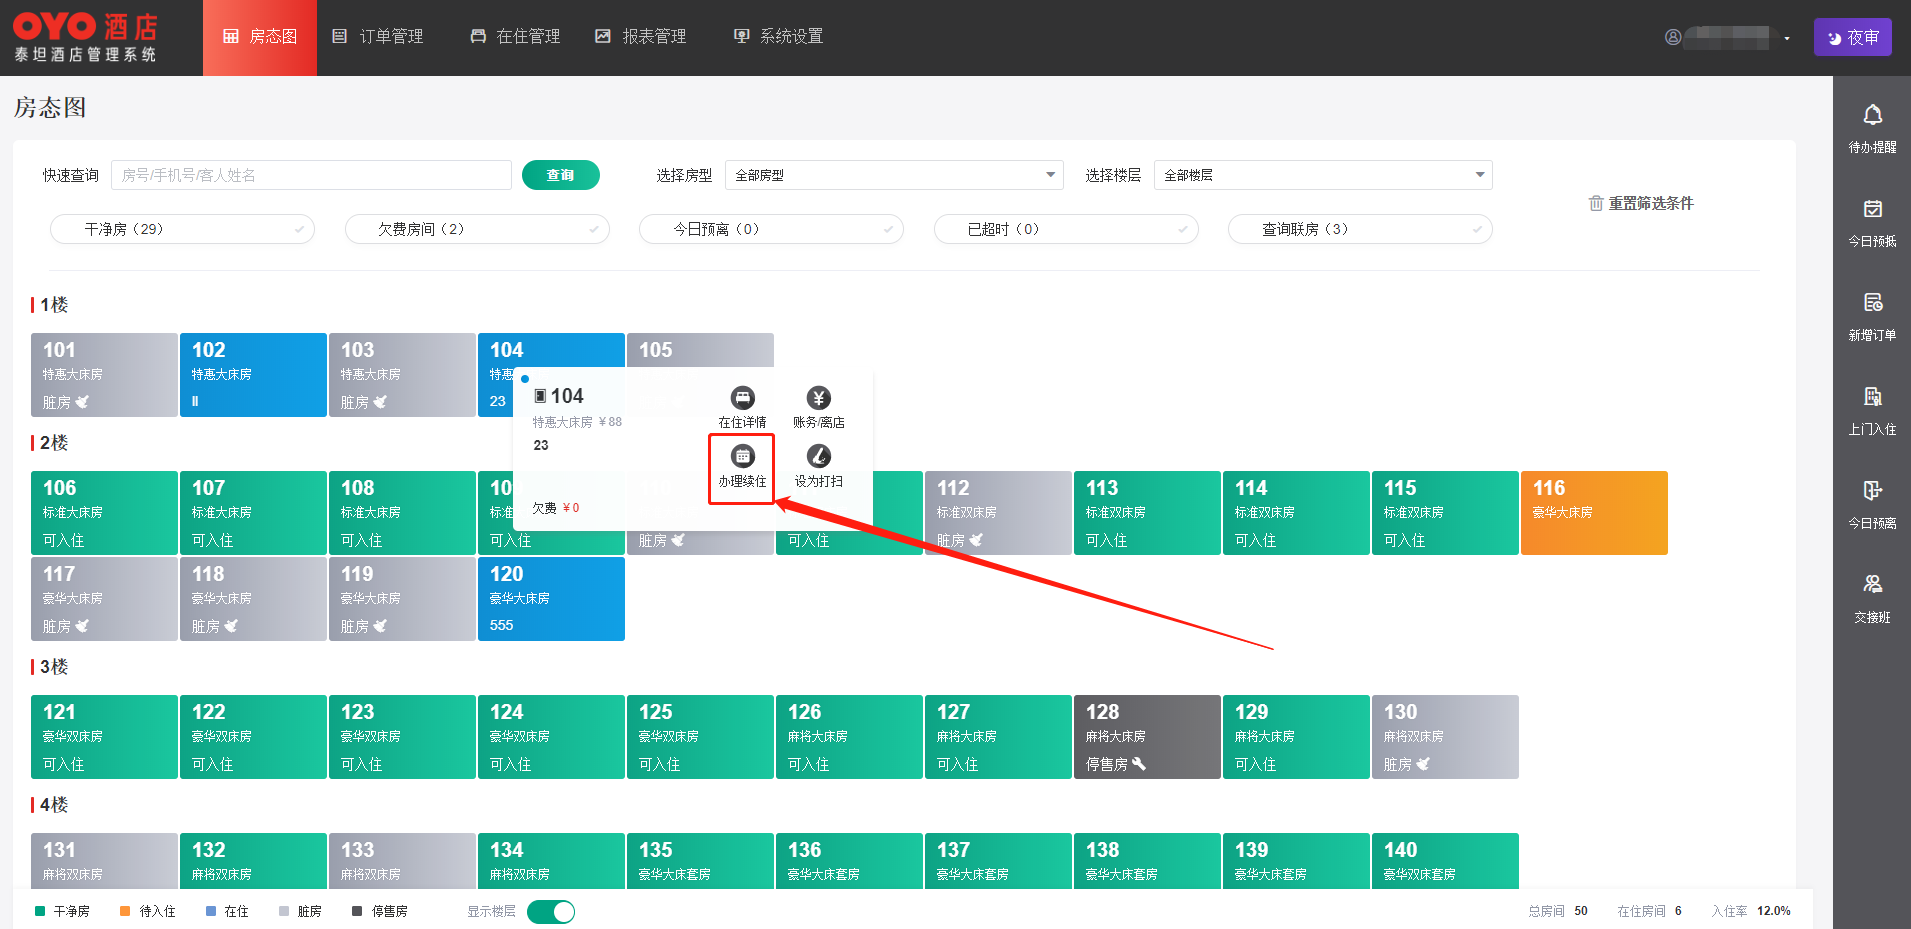 OYO 酒店
泰坦酒店管理系统
房态图 订单管理 在住管理 报表管理 系统设置 夜审
房态图
快速查询 房号/手机号/客人姓名 查询 选择房型 全部房型 选择楼层 全部楼层
重置筛选条件
干净房（29） 欠费房间（2） 今日预离（0） 已超时（0） 查询联房（3）
待办提醒
今日预抵
新增订单
上门入住
今日预离
交接班
1楼
101 102 103 104 105
特惠大床房 特惠大床房 特惠大床房 特惠
脏房 脏房 23
104
特惠大床房 ￥88
23
欠费 ￥0
在住详情 账务/离店
办理续住 设为打扫
2楼
106 107 108 112 113 114 115 116
标准大床房 标准大床房 标准大床房 标准 标准双床房 标准双床房 标准双床房 标准双床房 豪华大床房
可入住 可入住 可入住 可入住 脏房 可入住 脏房 可入住 可入住 可入住
117 118 119 120
豪华大床房 豪华大床房 豪华大床房 豪华大床房
脏房 脏房 脏房 555
3楼
121 122 123 124 125 126 127 128 129 130
豪华双床房 豪华双床房 豪华双床房 豪华双床房 豪华双床房 麻将大床房 麻将大床房 麻将大床房 麻将大床房 麻将双床房
可入住 可入住 可入住 可入住 可入住 可入住 可入住 停售房 可入住 脏房
4楼
131 132 133 134 135 136 137 138 139 140
麻将双床房 麻将双床房 麻将双床房 麻将双床房 豪华大床套房 豪华大床套房 豪华大床套房 豪华大床套房 豪华双床套房 豪华双床套房
干净房 待入住 在住 脏房 停售房 显示楼层 总房间 50 在住房间 6 入住率 12.0%